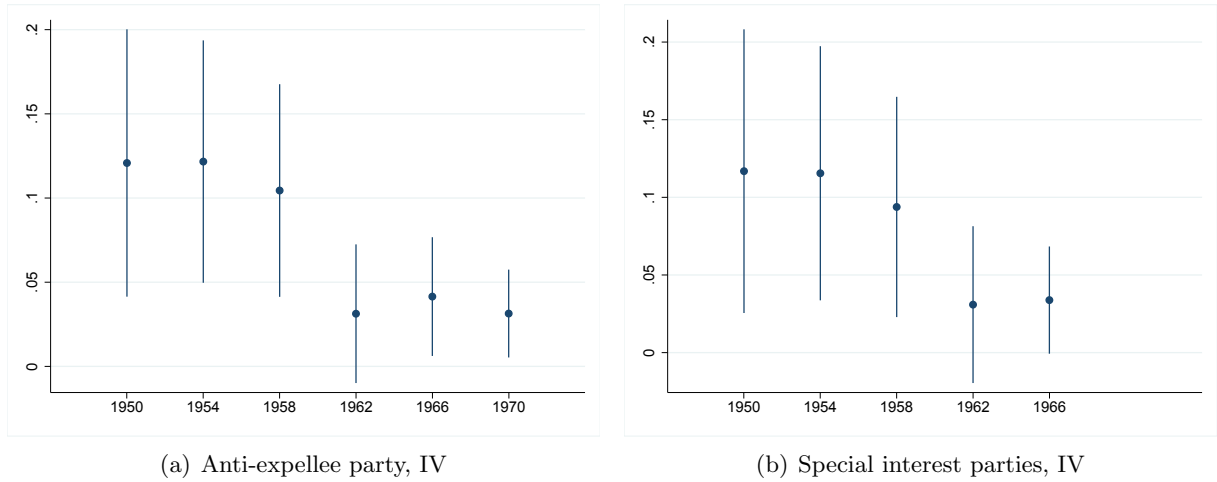 .2
.15
.1
.05
0
1950 1954 1958 1962 1966 1970
(a) Anti-expellee party, IV
.2
.15
.1
.05
0
1950 1954 1958 1962 1966
(b) Special interest parties, IV